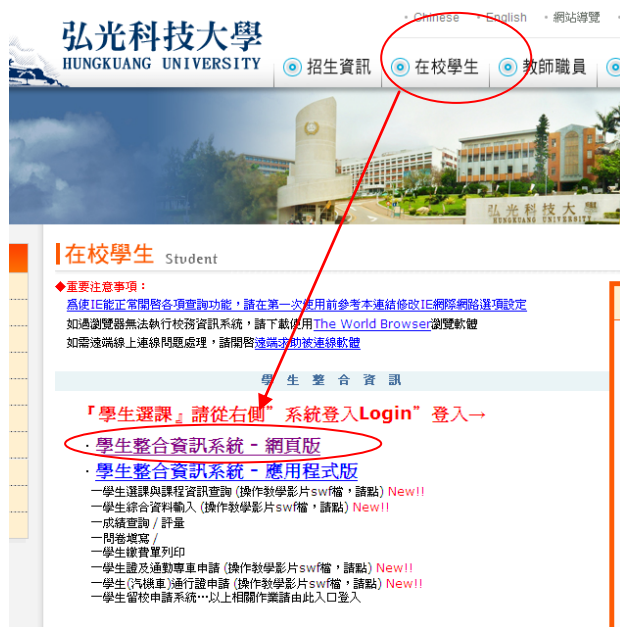 ・Chinese ・English ・網站導覽
弘光科技大學
HUNGKUANG UNIVERSITY
招生資訊
在校學生
教師職員
弘光科技大學
HUNGKUANG UNIVERSITY
在校學生 Student
◆重要注意事項：
為使IE能正常開啓各項查詢功能，請在第一次使用前參考本連結修改IE網際網路選項設定
如遇瀏覽器無法執行校務資訊系統，請下載使用The World Browser瀏覽軟體
如需遠端線上連線問題處理，請開啓遠端求助被連線軟體
學 生 整 合 資 訊
『學生選課』請從右側”系統登入Login”登入→
・學生整合資訊系統 - 網頁版
・學生整合資訊系統 - 應用程式版
—學生選課與課程資訊查詢 (操作教學影片swf檔，請點) New!!
—學生綜合資料輸入 (操作教學影片swf檔，請點) New!!
—成績查詢 / 評量
—問卷填寫 /
—學生繳費單列印
—學生證及通勤專車申請 (操作教學影片swf檔，請點) New!!
—學生(汽機車)通行證申請 (操作教學影片swf檔，請點) New!!
—學生留校申請系統…以上相關作業請由此入口登入